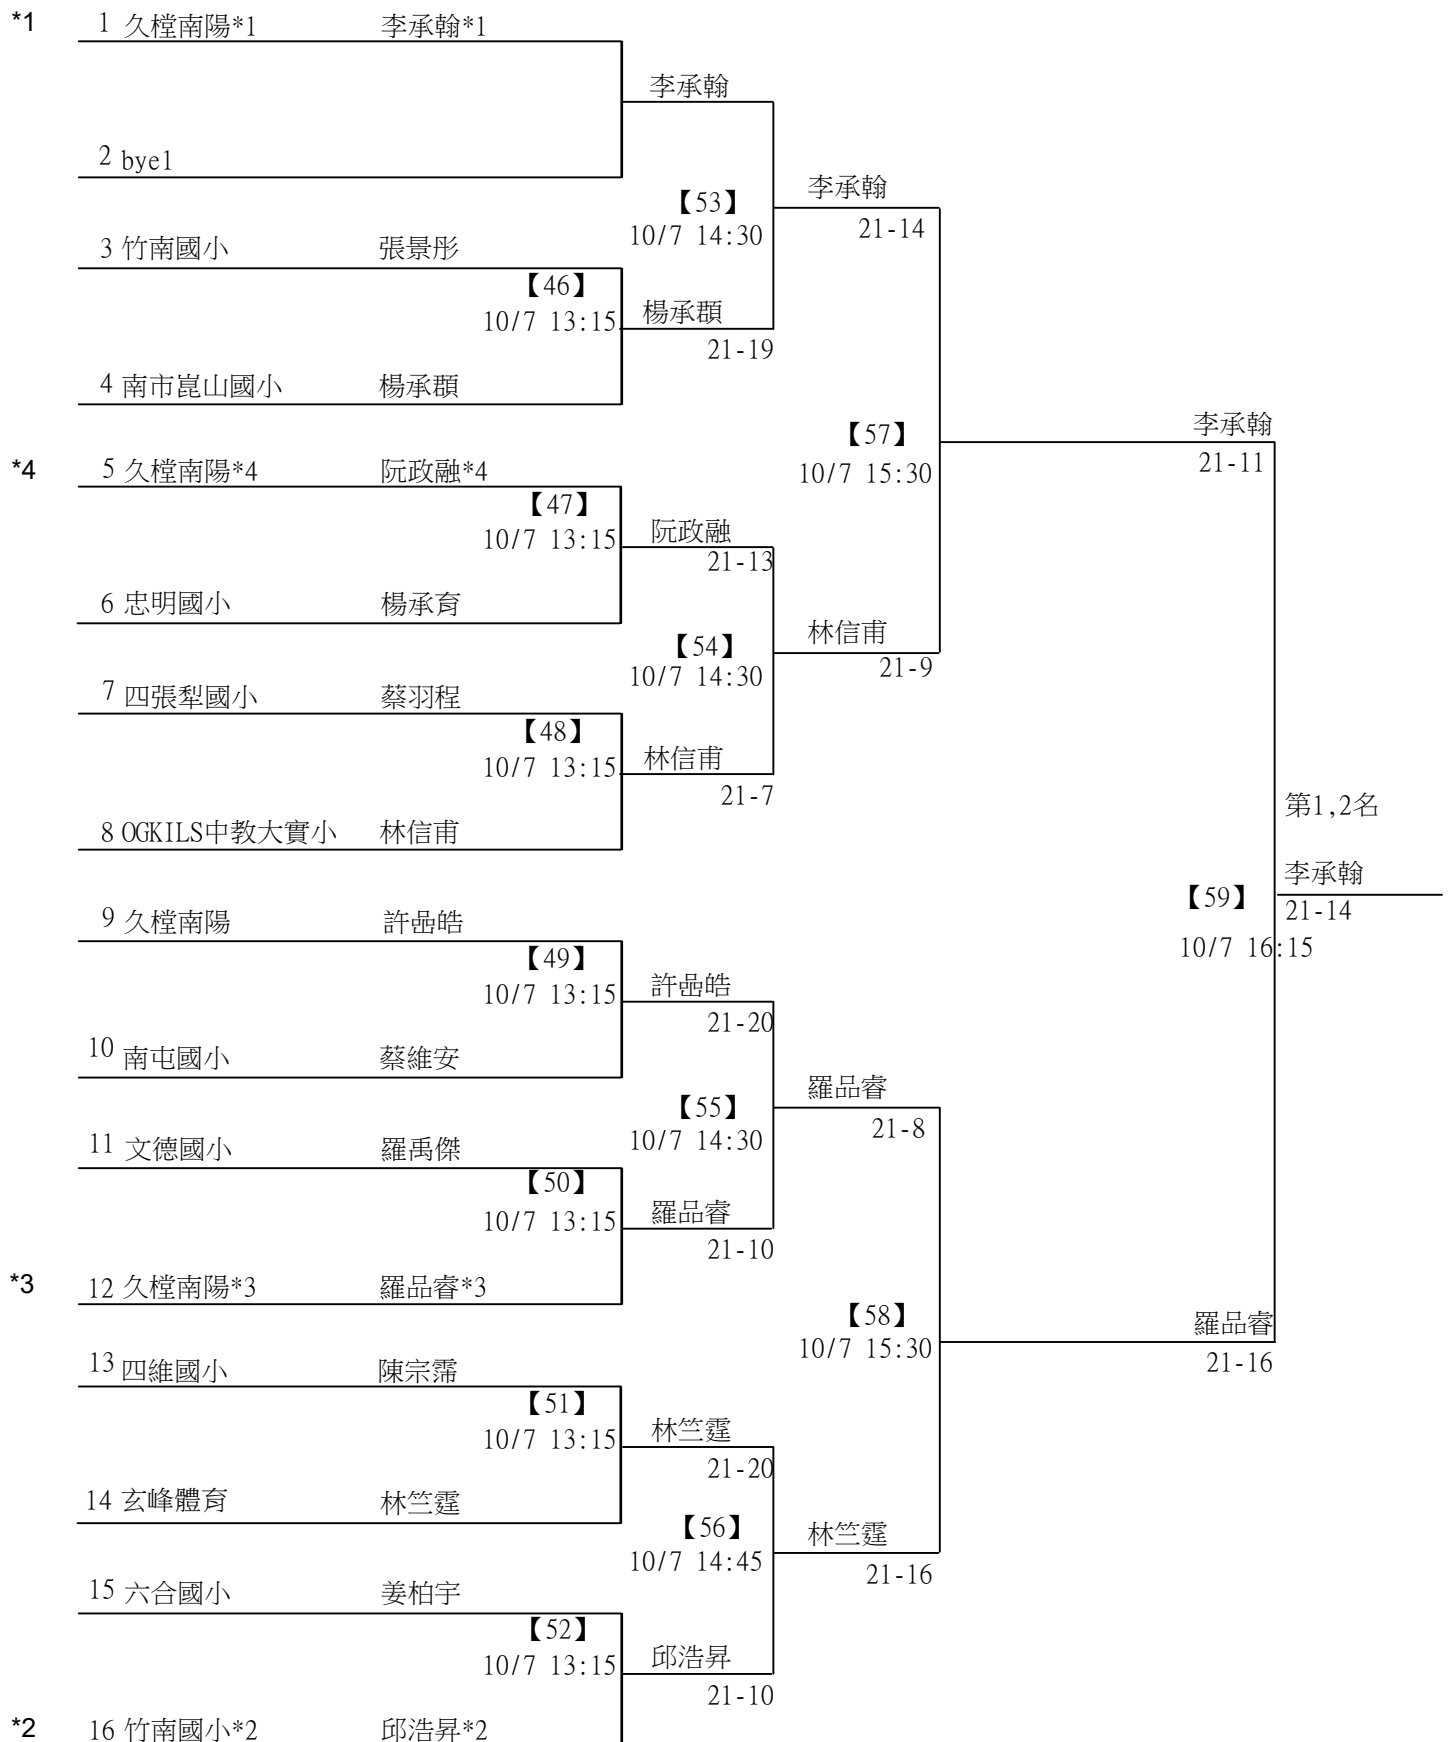 *1 1 久樘南陽*1 李承翰*1
李承翰
2 bye1
【53】 李承翰
10/7 14:30 21-14
3 竹南國小 張景彤
【46】
10/7 13:15 楊承頵
21-19
4 南市崑山國小 楊承頵
【57】 李承翰
10/7 15:30 21-11
*4 5 久樘南陽*4 阮政融*4
【47】
10/7 13:15 阮政融
21-13
6 忠明國小 楊承育
【54】 林信甫
10/7 14:30 21-9
7 四張犁國小 蔡羽程
【48】
10/7 13:15 林信甫
21-7
8 OGKILS中教大實小 林信甫
第1,2名
李承翰
【59】 21-14
10/7 16:15
9 久樘南陽 許喦皓
【49】
10/7 13:15 許喦皓
21-20
10 南屯國小 蔡維安
【55】 羅品睿
10/7 14:30 21-8
11 文德國小 羅禹傑
【50】
10/7 13:15 羅品睿
21-10
*3 12 久樘南陽*3 羅品睿*3
【58】 羅品睿
10/7 15:30 21-16
13 四維國小 陳宗霈
【51】
10/7 13:15 林竺霆
21-20
14 玄峰體育 林竺霆
【56】 林竺霆
10/7 14:45 21-16
15 六合國小 姜柏宇
【52】
10/7 13:15 邱浩昇
21-10
*2 16 竹南國小*2 邱浩昇*2